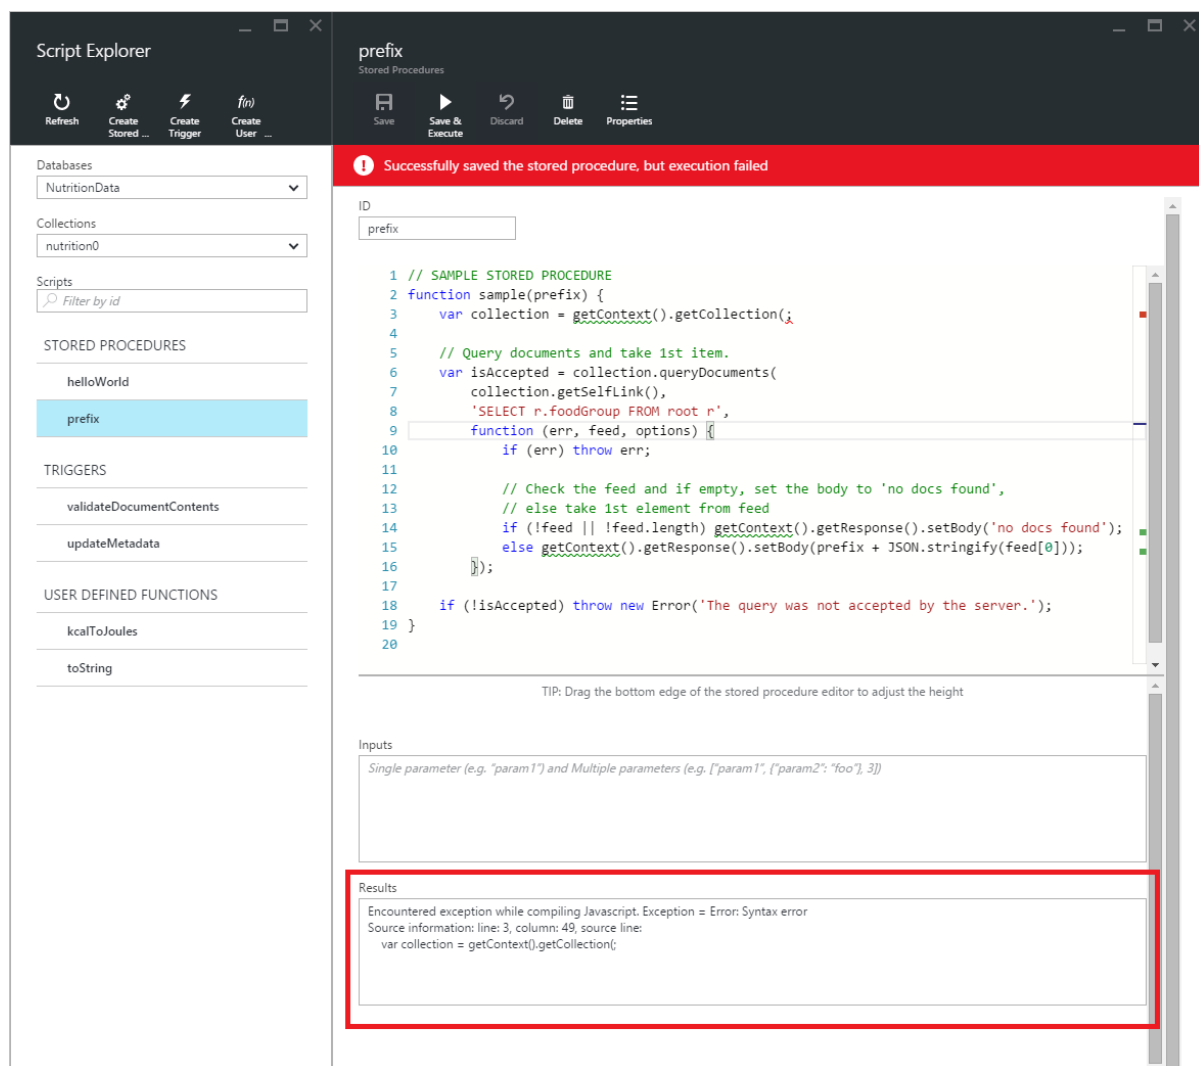 Script Explorer
Refresh
Create Stored ...
Create Trigger
f(n)
Create User ...
Databases
NutritionData
Collections
nutrition0
Scripts
Filter by id
STORED PROCEDURES
helloWorld
prefix
TRIGGERS
validateDocumentContents
updateMetadata
USER DEFINED FUNCTIONS
kcalToJoules
toString
prefix
Stored Procedures
Save
Save & Execute
Discard
Delete
Properties
! Successfully saved the stored procedure, but execution failed
ID
prefix
1 // SAMPLE STORED PROCEDURE
2 function sample(prefix) {
3     var collection = getContext().getCollection(;
4
5     // Query documents and take 1st item.
6     var isAccepted = collection.queryDocuments(
7         collection.getSelfLink(),
8         'SELECT r.foodGroup FROM root r',
9         function (err, feed, options) {
10             if (err) throw err;
11
12             // Check the feed and if empty, set the body to 'no docs found',
13             // else take 1st element from feed
14             if (!feed || !feed.length) getContext().getResponse().setBody('no docs found');
15             else getContext().getResponse().setBody(prefix + JSON.stringify(feed[0]));
16         });
17
18     if (!isAccepted) throw new Error('The query was not accepted by the server.');
19 }
20
TIP: Drag the bottom edge of the stored procedure editor to adjust the height
Inputs
Single parameter (e.g. "param1") and Multiple parameters (e.g. ["param1", {"param2": "foo"}, 3])
Results
Encountered exception while compiling Javascript. Exception = Error: Syntax error
Source information: line: 3, column: 49, source line:
var collection = getContext().getCollection(;